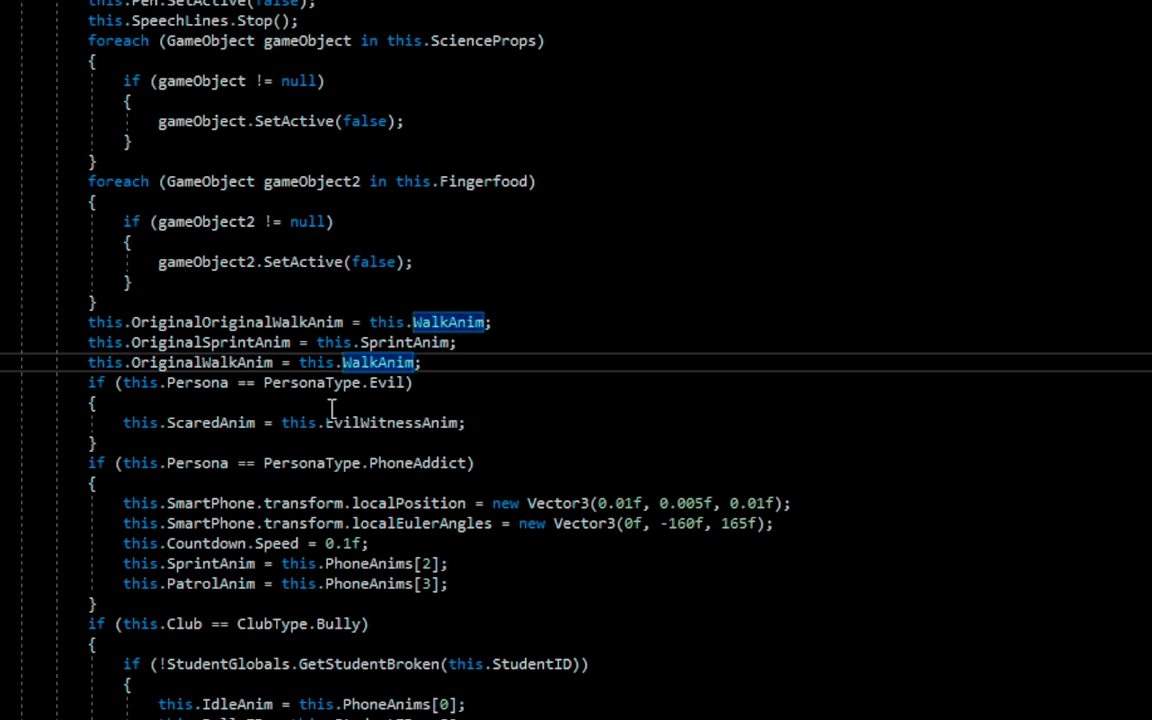 this.Pen.SetActive(false);
this.SpeechLines.Stop();
foreach (GameObject gameObject in this.ScienceProps)
{
if (gameObject != null)
{
gameObject.SetActive(false);
}
}
foreach (GameObject gameObject2 in this.Fingerfood)
{
if (gameObject2 != null)
{
gameObject2.SetActive(false);
}
}
this.OriginalOriginalWalkAnim = this.WalkAnim;
this.OriginalSprintAnim = this.SprintAnim;
this.OriginalWalkAnim = this.WalkAnim;
if (this.Persona == PersonaType.Evil)
{
this.ScaredAnim = this.EvilWitnessAnim;
}
if (this.Persona == PersonaType.PhoneAddict)
{
this.SmartPhone.transform.localPosition = new Vector3(0.01f, 0.005f, 0.01f);
this.SmartPhone.transform.localEulerAngles = new Vector3(0f, -160f, 165f);
this.Countdown.Speed = 0.1f;
this.SprintAnim = this.PhoneAnims[2];
this.PatrolAnim = this.PhoneAnims[3];
}
if (this.Club == ClubType.Bully)
{
if (!StudentGlobals.GetStudentBroken(this.StudentID))
{
this.IdleAnim = this.PhoneAnims[0];